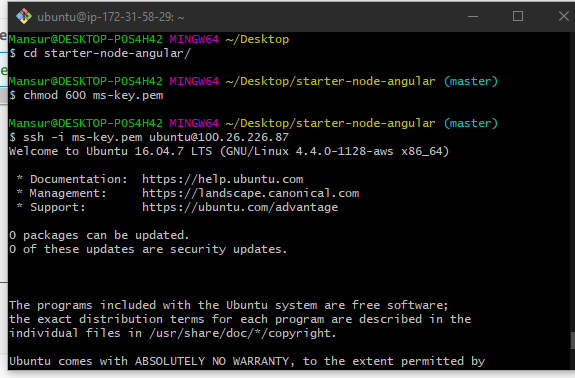 ubuntu@ip-172-31-58-29: ~
Mansur@DESKTOP-POS4H42 MINGW64 ~/Desktop
$ cd starter-node-angular/
Mansur@DESKTOP-POS4H42 MINGW64 ~/Desktop/starter-node-angular (master)
$ chmod 600 ms-key.pem
Mansur@DESKTOP-POS4H42 MINGW64 ~/Desktop/starter-node-angular (master)
$ ssh -i ms-key.pem ubuntu@100.26.226.87
Welcome to Ubuntu 16.04.7 LTS (GNU/Linux 4.4.0-1128-aws x86_64)
* Documentation:  https://help.ubuntu.com
* Management:     https://landscape.canonical.com
* Support:        https://ubuntu.com/advantage
0 packages can be updated.
0 of these updates are security updates.
The programs included with the Ubuntu system are free software;
the exact distribution terms for each program are described in the
individual files in /usr/share/doc/*/copyright.
Ubuntu comes with ABSOLUTELY NO WARRANTY, to the extent permitted by